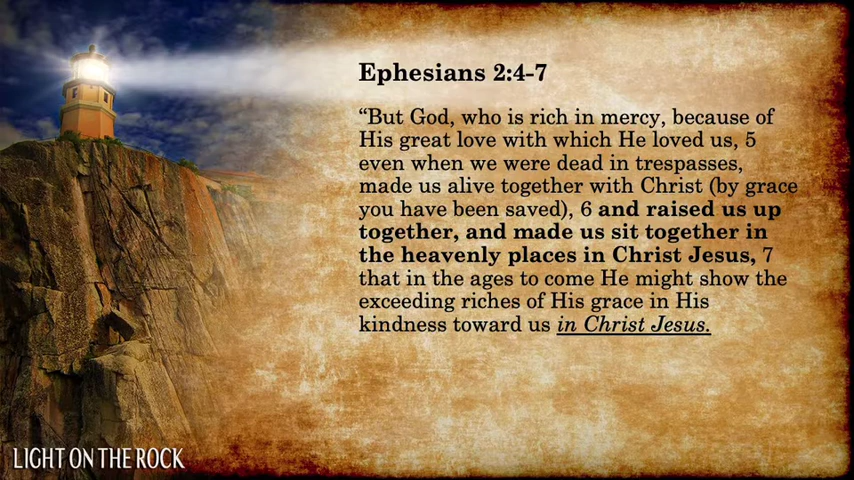 Ephesians 2:4-7
“But God, who is rich in mercy, because of
His great love with which He loved us, 5
even when we were dead in trespasses,
made us alive together with Christ (by grace
you have been saved), 6 and raised us up
together, and made us sit together in
the heavenly places in Christ Jesus, 7
that in the ages to come He might show the
exceeding riches of His grace in His
kindness toward us in Christ Jesus.
LIGHT ON THE ROCK